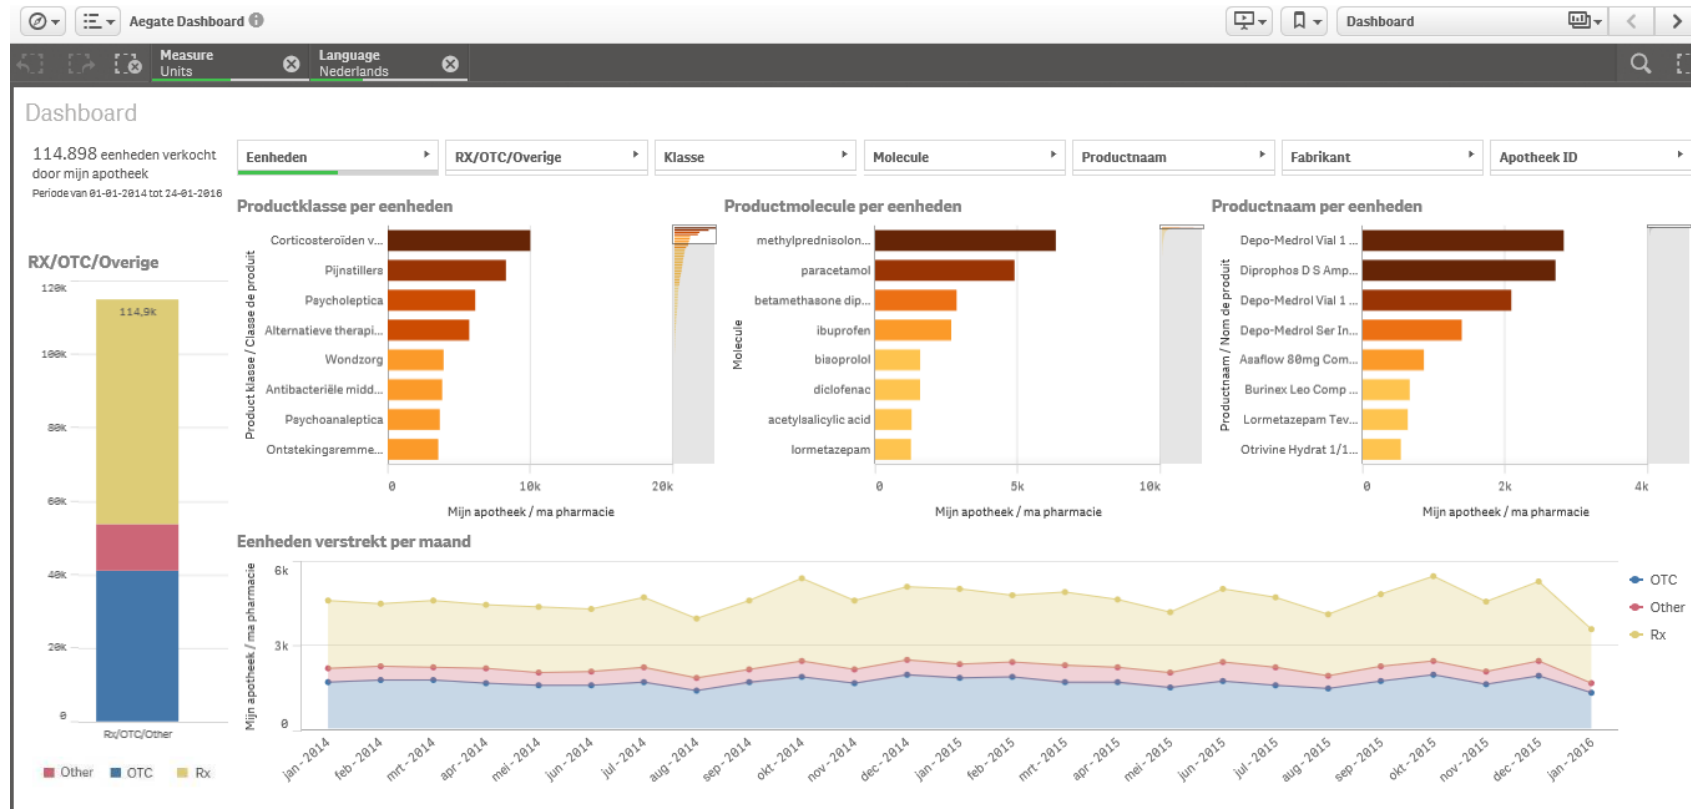 Aegate Dashboard
Dashboard
Measure
Units
Language
Nederlands
Dashboard
114.898 eenheden verkocht
door mijn apotheek
Periode van 01-01-2014 tot 24-01-2016
Eenheden
RX/OTC/Overige
Klasse
Molecule
Productnaam
Fabrikant
Apotheek ID
RX/OTC/Overige
120k
100k
80k
60k
40k
20k
0
114,9k
Rx/OTC/Other
Other
OTC
Rx
Productklasse per eenheden
Product klasse / Classe de produit
Corticosteroïden v...
Pijnstillers
Psycholeptica
Alternatieve therapi...
Wondzorg
Antibacteriële midd...
Psychoanaleptica
Ontstekingsremme...
0 10k 20k
Mijn apotheek / ma pharmacie
Productmolecule per eenheden
Molecule
methylprednisolon...
paracetamol
betamethasone dip...
ibuprofen
bisoprolol
diclofenac
acetylsalicylic acid
lormetazepam
0 5k 10k
Mijn apotheek / ma pharmacie
Productnaam per eenheden
Productnaam / Nom de produit
Depo-Medrol Vial 1 ...
Diprophos D S Amp...
Depo-Medrol Vial 1 ...
Depo-Medrol Ser In...
Asaflow 80mg Com...
Burinex Leo Comp ...
Lormetazepam Tev...
Otrivine Hydrat 1/1...
0 2k 4k
Mijn apotheek / ma pharmacie
Eenheden verstrekt per maand
Mijn apotheek / ma pharmacie
6k
3k
0
jan - 2014
feb - 2014
mrt - 2014
apr - 2014
mei - 2014
jun - 2014
jul - 2014
aug - 2014
sep - 2014
okt - 2014
nov - 2014
dec - 2014
jan - 2015
feb - 2015
mrt - 2015
apr - 2015
mei - 2015
jun - 2015
jul - 2015
aug - 2015
sep - 2015
okt - 2015
nov - 2015
dec - 2015
jan - 2016
OTC
Other
Rx